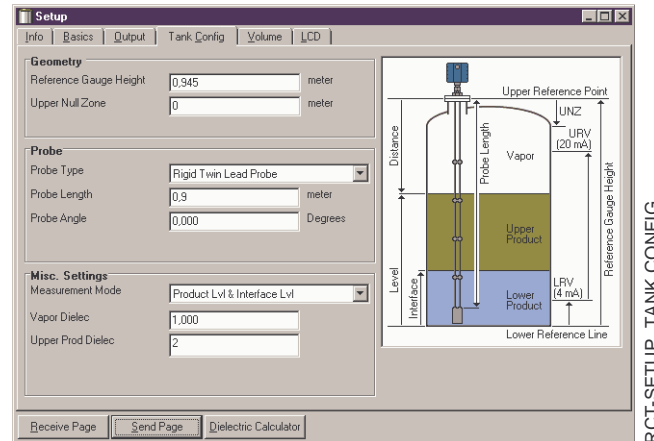 Setup
Info Basics Output Tank Config Volume LCD
Geometry
Reference Gauge Height 0,945 meter
Upper Null Zone 0 meter
Probe
Probe Type Rigid Twin Lead Probe
Probe Length 0,9 meter
Probe Angle 0,000 Degrees
Misc. Settings
Measurement Mode Product Lvl & Interface Lvl
Vapor Dielec 1,000
Upper Prod Dielec 2
Upper Reference Point
UNZ
URV
(20 mA)
Distance
Probe Length
Vapor
Reference Gauge Height
Upper
Product
Level
Interface
Lower
Product
LRV
(4 mA)
Lower Reference Line
Receive Page Send Page Dielectric Calculator
RCT-SETUP_TANK CONFIG